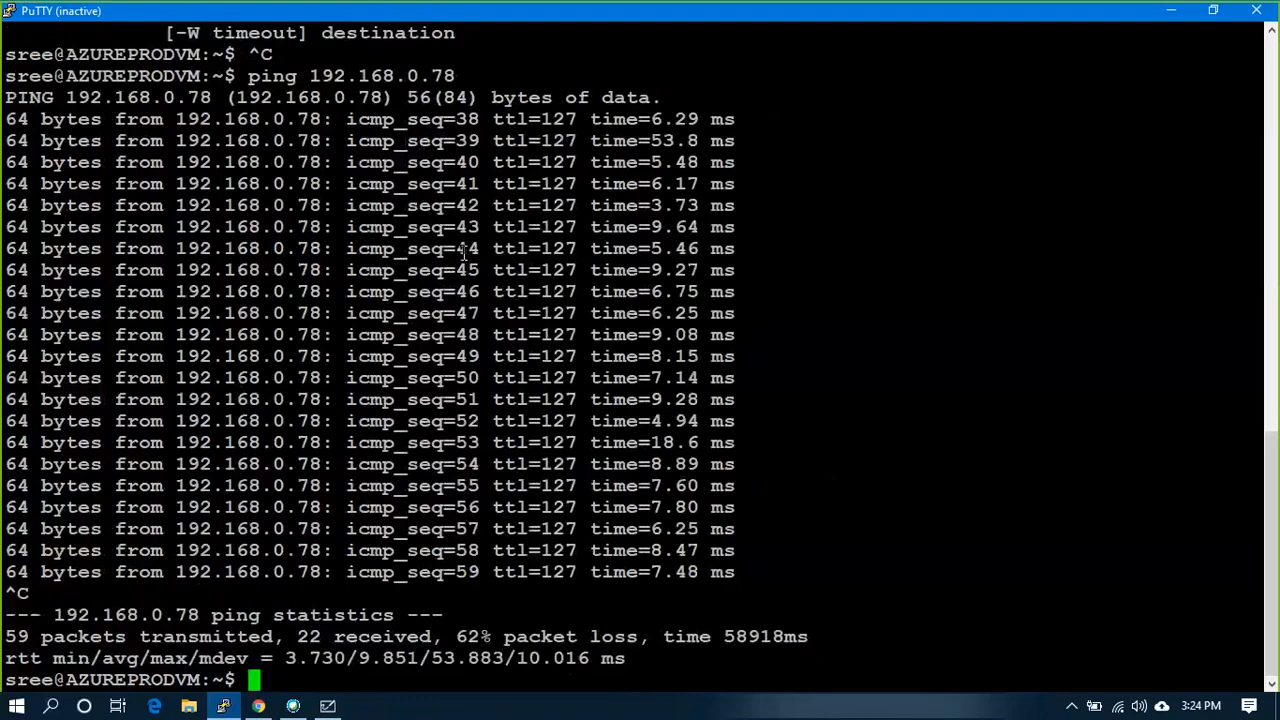 PuTTY (inactive)
[-W timeout] destination
sree@AZUREPRODVM:~$ ^C
sree@AZUREPRODVM:~$ ping 192.168.0.78
PING 192.168.0.78 (192.168.0.78) 56(84) bytes of data.
64 bytes from 192.168.0.78: icmp_seq=38 ttl=127 time=6.29 ms
64 bytes from 192.168.0.78: icmp_seq=39 ttl=127 time=53.8 ms
64 bytes from 192.168.0.78: icmp_seq=40 ttl=127 time=5.48 ms
64 bytes from 192.168.0.78: icmp_seq=41 ttl=127 time=6.17 ms
64 bytes from 192.168.0.78: icmp_seq=42 ttl=127 time=3.73 ms
64 bytes from 192.168.0.78: icmp_seq=43 ttl=127 time=9.64 ms
64 bytes from 192.168.0.78: icmp_seq=44 ttl=127 time=5.46 ms
64 bytes from 192.168.0.78: icmp_seq=45 ttl=127 time=9.27 ms
64 bytes from 192.168.0.78: icmp_seq=46 ttl=127 time=6.75 ms
64 bytes from 192.168.0.78: icmp_seq=47 ttl=127 time=6.25 ms
64 bytes from 192.168.0.78: icmp_seq=48 ttl=127 time=9.08 ms
64 bytes from 192.168.0.78: icmp_seq=49 ttl=127 time=8.15 ms
64 bytes from 192.168.0.78: icmp_seq=50 ttl=127 time=7.14 ms
64 bytes from 192.168.0.78: icmp_seq=51 ttl=127 time=9.28 ms
64 bytes from 192.168.0.78: icmp_seq=52 ttl=127 time=4.94 ms
64 bytes from 192.168.0.78: icmp_seq=53 ttl=127 time=18.6 ms
64 bytes from 192.168.0.78: icmp_seq=54 ttl=127 time=8.89 ms
64 bytes from 192.168.0.78: icmp_seq=55 ttl=127 time=7.60 ms
64 bytes from 192.168.0.78: icmp_seq=56 ttl=127 time=7.80 ms
64 bytes from 192.168.0.78: icmp_seq=57 ttl=127 time=6.25 ms
64 bytes from 192.168.0.78: icmp_seq=58 ttl=127 time=8.47 ms
64 bytes from 192.168.0.78: icmp_seq=59 ttl=127 time=7.48 ms
^C
--- 192.168.0.78 ping statistics ---
59 packets transmitted, 22 received, 62% packet loss, time 58918ms
rtt min/avg/max/mdev = 3.730/9.851/53.883/10.016 ms
sree@AZUREPRODVM:~$
3:24 PM